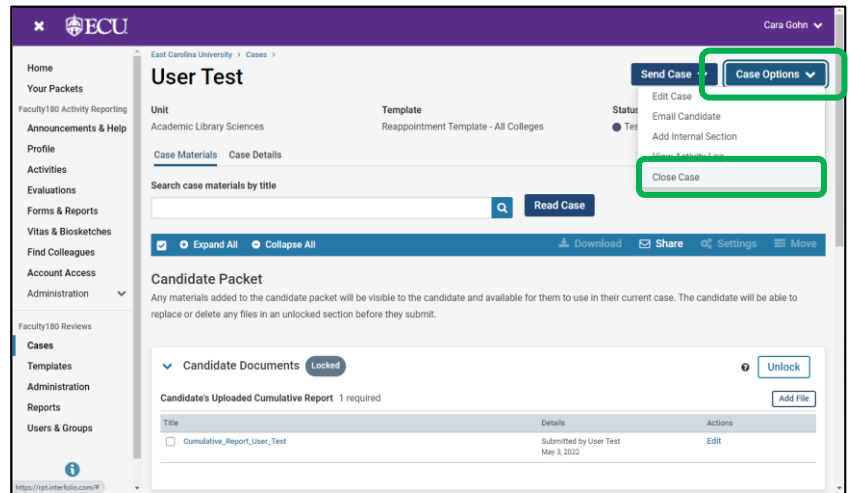 ECU
Cara Gohn
East Carolina University > Cases >
User Test
Send Case
Case Options
Home
Your Packets
Faculty180 Activity Reporting
Announcements & Help
Profile
Activities
Evaluations
Forms & Reports
Vitas & Biosketches
Find Colleagues
Account Access
Administration
Faculty180 Reviews
Cases
Templates
Administration
Reports
Users & Groups
https://rpt.interfolio.com/#
Unit
Academic Library Sciences
Template
Reappointment Template - All Colleges
Edit Case
Email Candidate
Add Internal Section
View Activity Log
Close Case
Case Materials Case Details
Search case materials by title
Read Case
Expand All Collapse All Download Share Settings Move
Candidate Packet
Any materials added to the candidate packet will be visible to the candidate and available for them to use in their current case. The candidate will be able to
replace or delete any files in an unlocked section before they submit.
Candidate Documents Locked
Unlock
Candidate's Uploaded Cumulative Report 1 required
Add File
Title Details Actions
Cumulative_Report_User_Test Submitted by User Test Edit
May 3, 2022